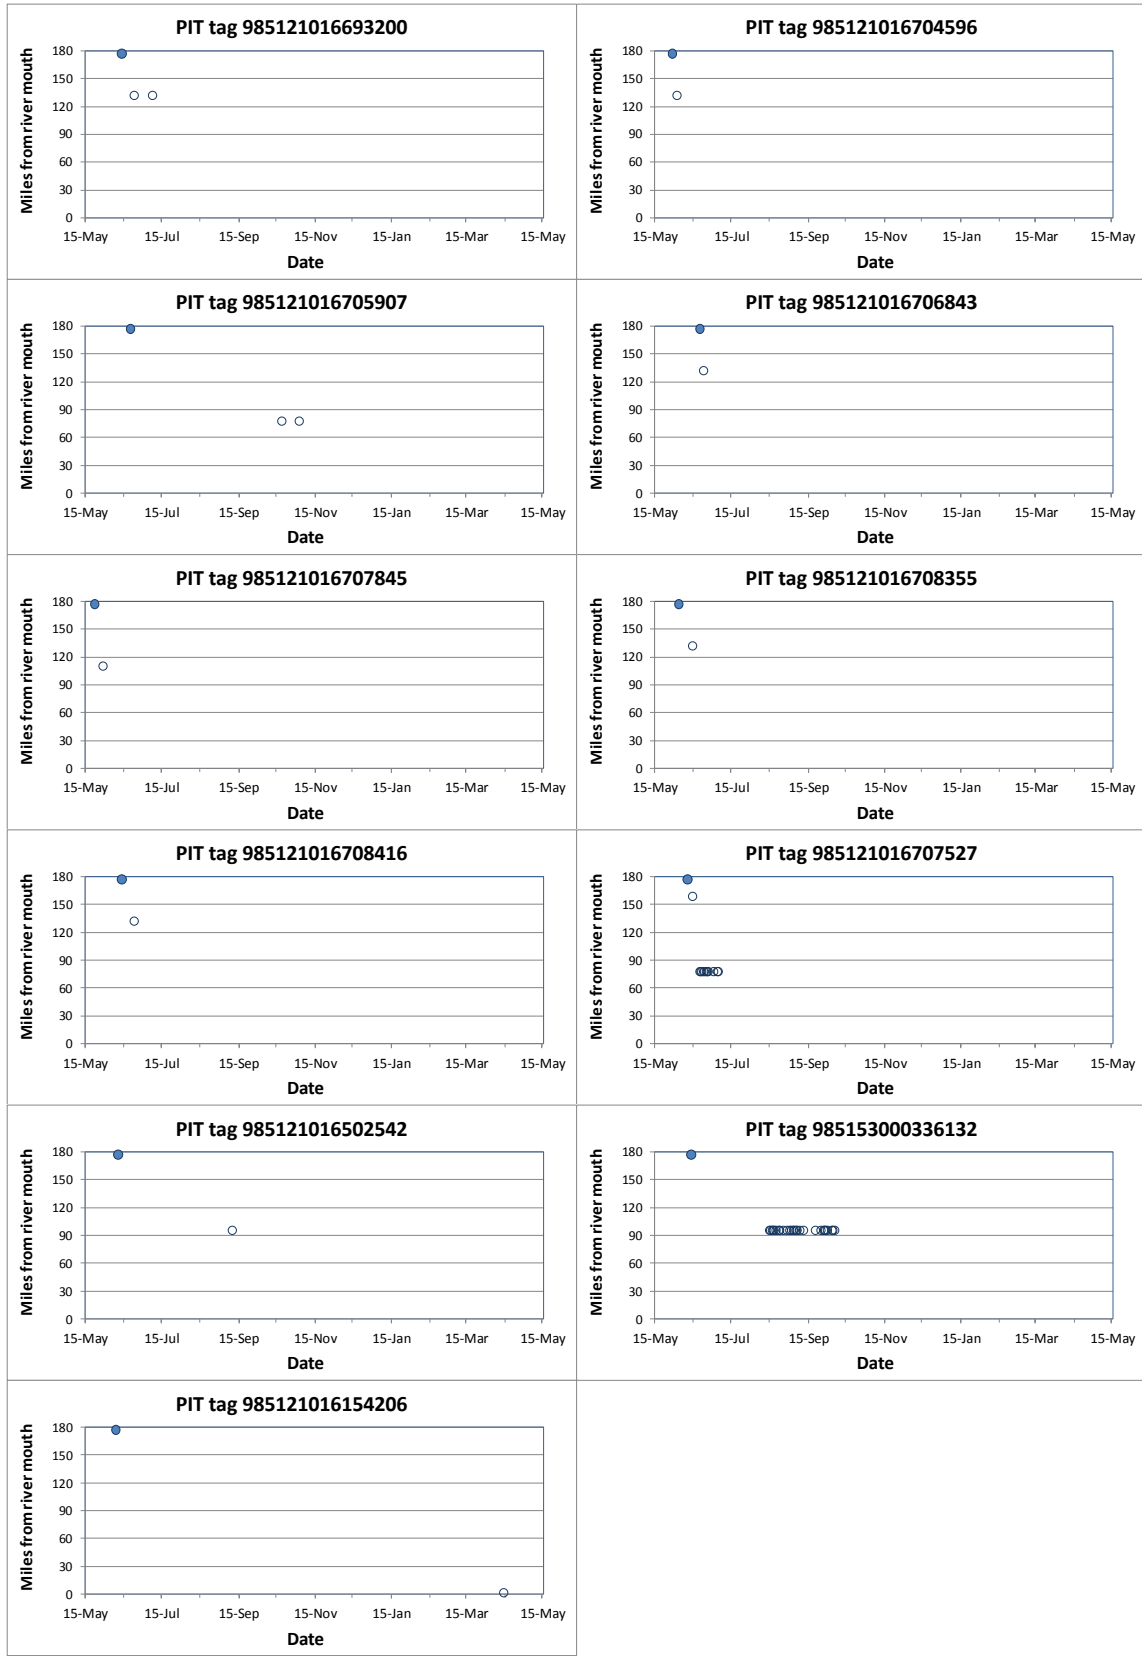 PIT tag 985121016693200
Miles from river mouth
180
150
120
90
60
30
0
15-May 15-Jul 15-Sep 15-Nov 15-Jan 15-Mar 15-May
Date
PIT tag 985121016704596
Miles from river mouth
180
150
120
90
60
30
0
15-May 15-Jul 15-Sep 15-Nov 15-Jan 15-Mar 15-May
Date
PIT tag 985121016705907
Miles from river mouth
180
150
120
90
60
30
0
15-May 15-Jul 15-Sep 15-Nov 15-Jan 15-Mar 15-May
Date
PIT tag 985121016706843
Miles from river mouth
180
150
120
90
60
30
0
15-May 15-Jul 15-Sep 15-Nov 15-Jan 15-Mar 15-May
Date
PIT tag 985121016707845
Miles from river mouth
180
150
120
90
60
30
0
15-May 15-Jul 15-Sep 15-Nov 15-Jan 15-Mar 15-May
Date
PIT tag 985121016708355
Miles from river mouth
180
150
120
90
60
30
0
15-May 15-Jul 15-Sep 15-Nov 15-Jan 15-Mar 15-May
Date
PIT tag 985121016708416
Miles from river mouth
180
150
120
90
60
30
0
15-May 15-Jul 15-Sep 15-Nov 15-Jan 15-Mar 15-May
Date
PIT tag 985121016707527
Miles from river mouth
180
150
120
90
60
30
0
15-May 15-Jul 15-Sep 15-Nov 15-Jan 15-Mar 15-May
Date
PIT tag 985121016502542
Miles from river mouth
180
150
120
90
60
30
0
15-May 15-Jul 15-Sep 15-Nov 15-Jan 15-Mar 15-May
Date
PIT tag 985153000336132
Miles from river mouth
180
150
120
90
60
30
0
15-May 15-Jul 15-Sep 15-Nov 15-Jan 15-Mar 15-May
Date
PIT tag 985121016154206
Miles from river mouth
180
150
120
90
60
30
0
15-May 15-Jul 15-Sep 15-Nov 15-Jan 15-Mar 15-May
Date